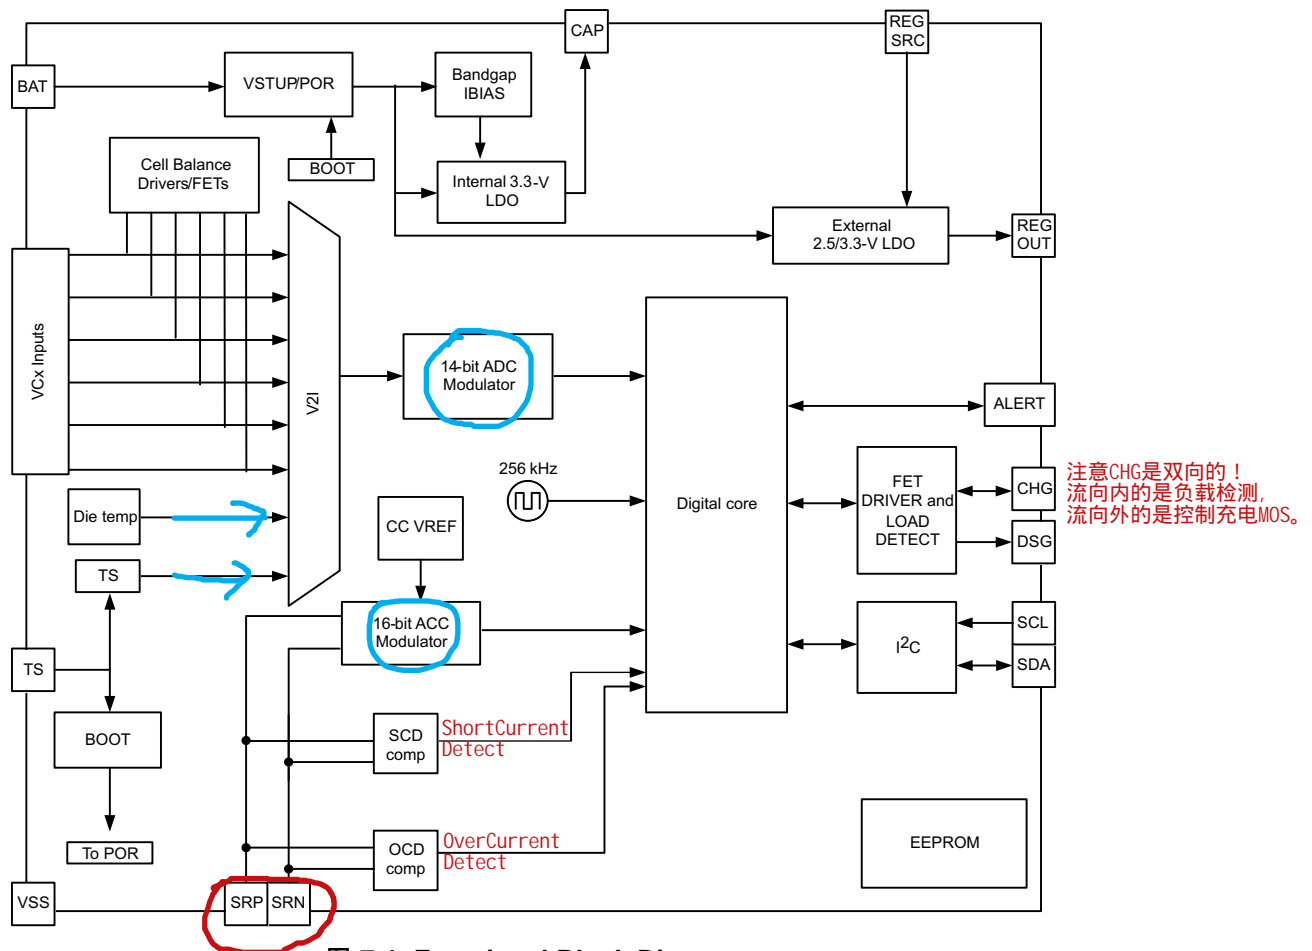 CAP
REG
SRC
BAT
VSTUP/POR
Bandgap
IBIAS
BOOT
Cell Balance
Drivers/FETs
Internal 3.3-V
LDO
External
2.5/3.3-V LDO
REG
OUT
VCx Inputs
V2I
14-bit ADC
Modulator
ALERT
256 kHz
Digital core
FET
DRIVER and
LOAD
DETECT
CHG
DSG
注意CHG是双向的！
流向内的是负载检测,
流向外的是控制充电MOS。
Die temp
CC VREF
TS
16-bit ACC
Modulator
I2C
SCL
SDA
TS
BOOT
SCD
comp
ShortCurrent
Detect
To POR
OCD
comp
OverCurrent
Detect
EEPROM
VSS
SRP
SRN